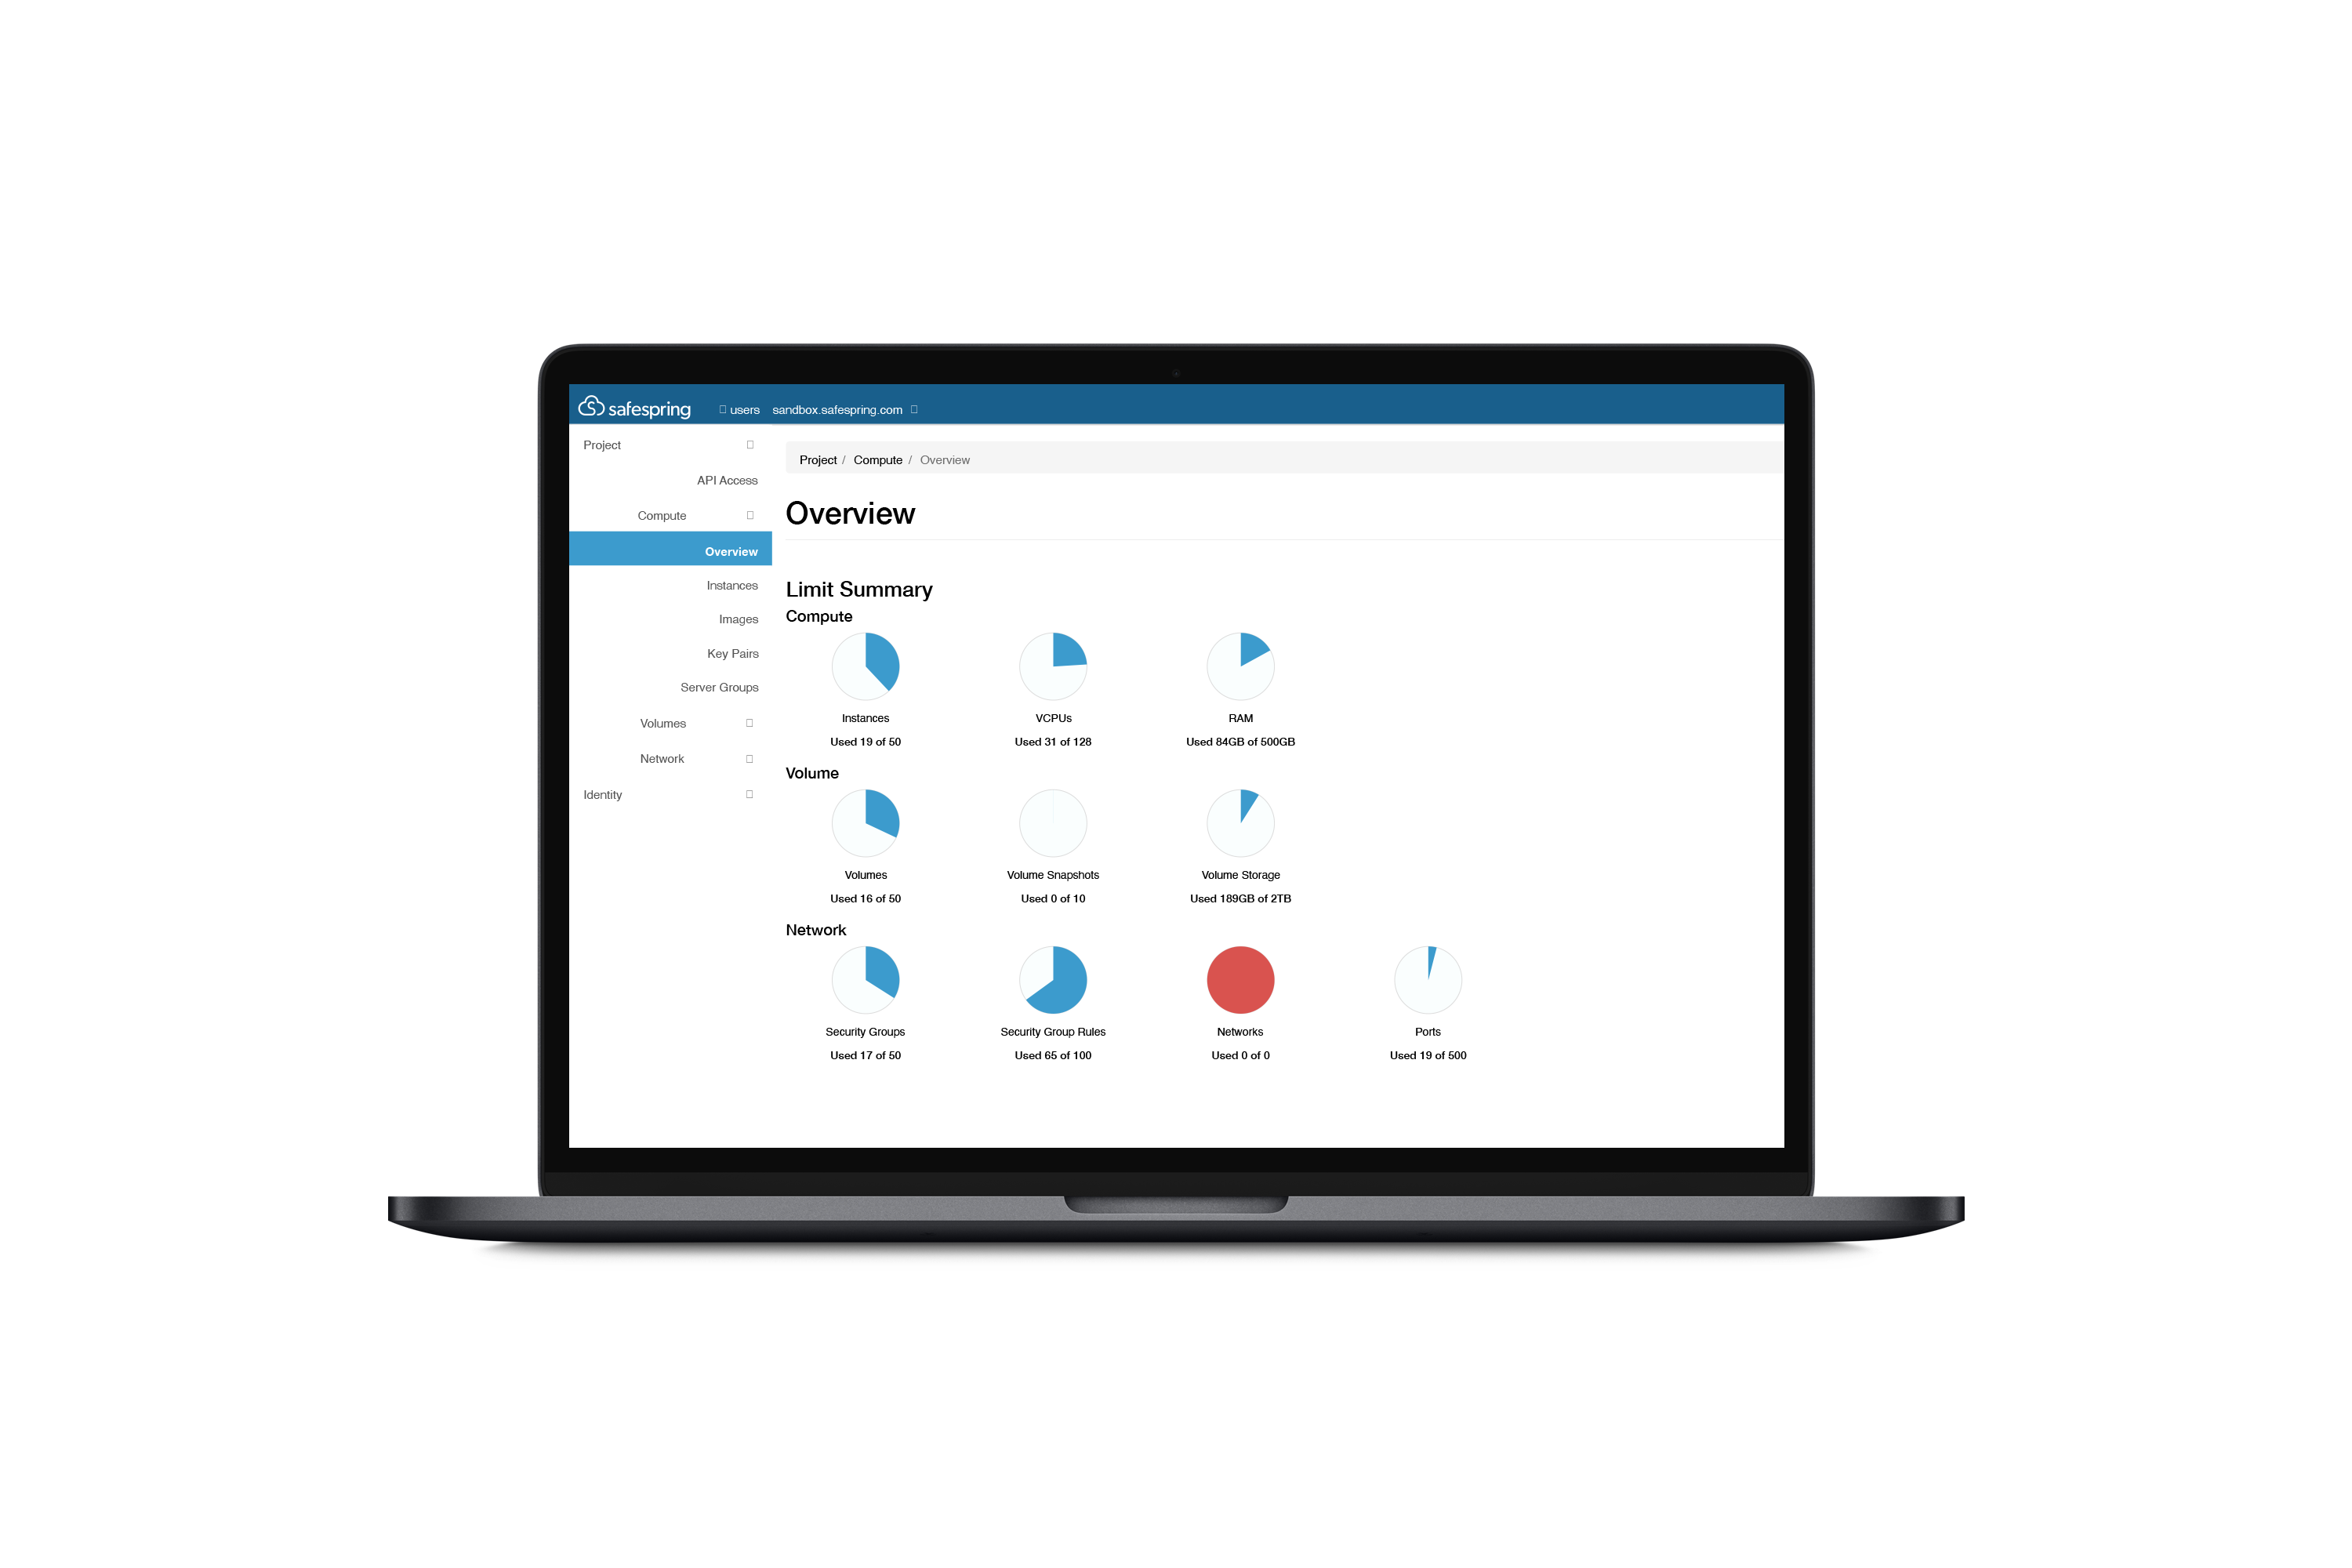 safespring users sandbox.safespring.com
Project
API Access
Compute
Overview
Instances
Images
Key Pairs
Server Groups
Volumes
Network
Identity
Project / Compute / Overview
Overview
Limit Summary
Compute
Instances VCPUs RAM
Used 19 of 50 Used 31 of 128 Used 84GB of 500GB
Volume
Volumes Volume Snapshots Volume Storage
Used 16 of 50 Used 0 of 10 Used 189GB of 2TB
Network
Security Groups Security Group Rules Networks Ports
Used 17 of 50 Used 65 of 100 Used 0 of 0 Used 19 of 500